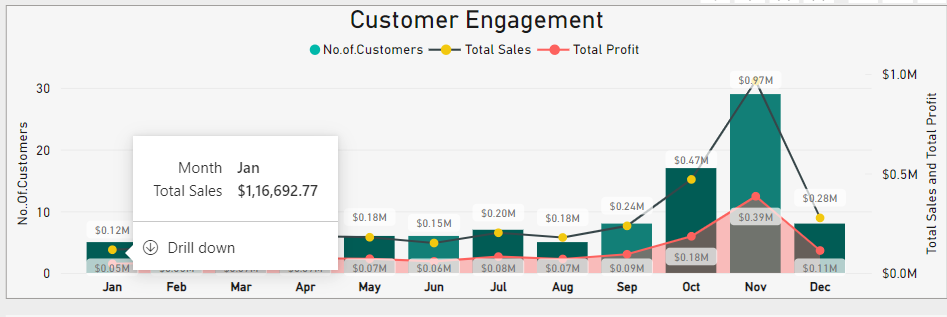 Customer Engagement
No.of.Customers Total Sales Total Profit
$1.0M
$0.97M
30
$0.47M
20
$0.5M
Month Jan
Total Sales $1,16,692.77
$0.12M $0.18M $0.15M $0.20M $0.18M $0.24M $0.28M
10
$0.39M
Drill down
$0.18M
$0.05M $0.07M $0.06M $0.08M $0.07M $0.09M $0.11M
0 $0.0M
Jan Feb Mar Apr May Jun Jul Aug Sep Oct Nov Dec
No..Of.Customers
Total Sales and Total Profit